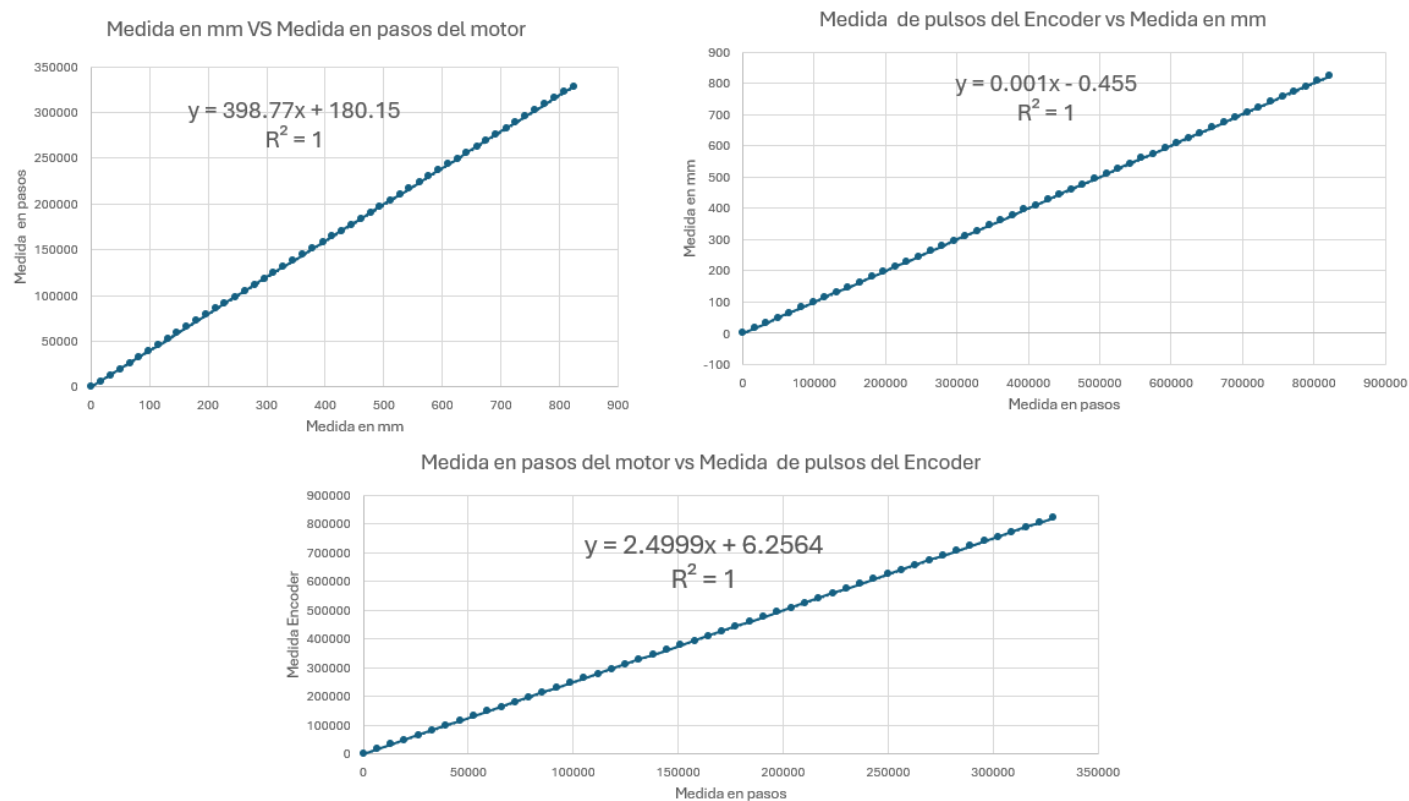 Medida en mm VS Medida en pasos del motor
350000
300000
250000
200000
150000
100000
50000
0
Medida en pasos
y = 398.77x + 180.15
R² = 1
0 100 200 300 400 500 600 700 800 900
Medida en mm
Medida de pulsos del Encoder vs Medida en mm
900
800
700
600
500
400
300
200
100
0
-100
Medida en mm
y = 0.001x - 0.455
R² = 1
0 100000 200000 300000 400000 500000 600000 700000 800000 900000
Medida en pasos
Medida en pasos del motor vs Medida de pulsos del Encoder
900000
800000
700000
600000
500000
400000
300000
200000
100000
0
Medida Encoder
y = 2.4999x + 6.2564
R² = 1
0 50000 100000 150000 200000 250000 300000 350000
Medida en pasos